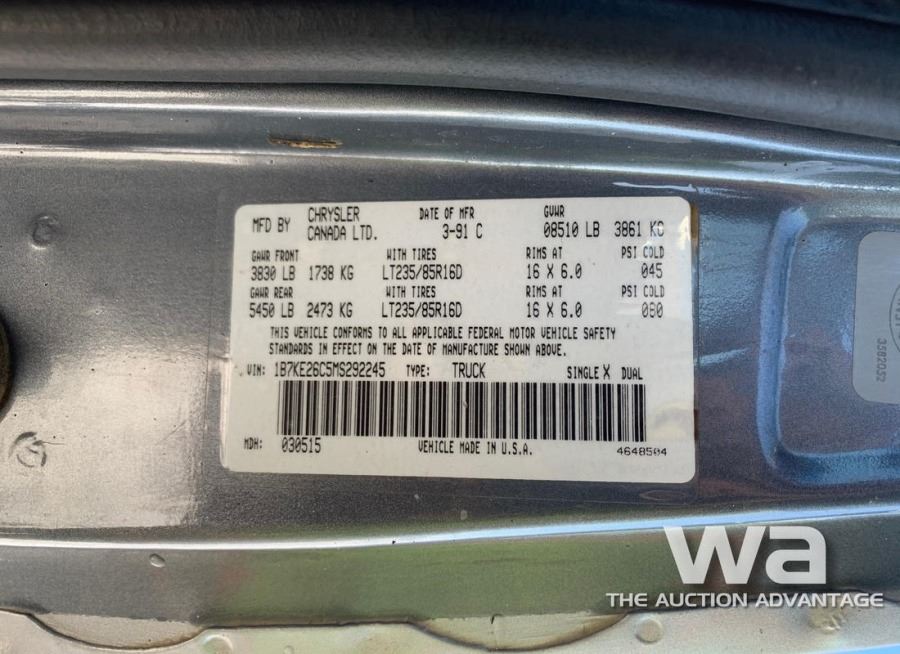 MFD BY CHRYSLER CANADA LTD. DATE OF MFR 3-91 C GVWR 08510 LB 3861 KG
GAWR FRONT WITH TIRES RIMS AT PSI COLD
3830 LB 1738 KG LT235/85R16D 16 X 6.0 045
GAWR REAR WITH TIRES RIMS AT PSI COLD
5450 LB 2473 KG LT235/85R16D 16 X 6.0 080
THIS VEHICLE CONFORMS TO ALL APPLICABLE FEDERAL MOTOR VEHICLE SAFETY
STANDARDS IN EFFECT ON THE DATE OF MANUFACTURE SHOWN ABOVE.
VIN: 1B7KE26C5MS292245 TYPE: TRUCK SINGLE X DUAL
MDH: 030515 VEHICLE MADE IN U.S.A. 4648504
3582052
wa
THE AUCTION ADVANTAGE